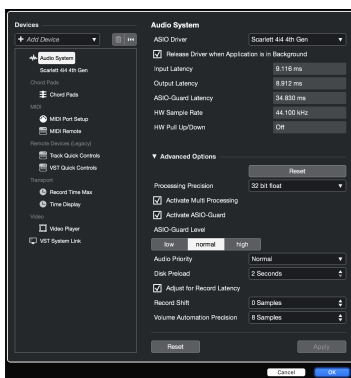 Devices
+ Add Device
Audio System
Scarlett 4i4 4th Gen
Chord Pads
Chord Pads
MIDI
MIDI Port Setup
MIDI Remote
Remote Devices (Legacy)
Track Quick Controls
VST Quick Controls
Transport
Record Time Max
Time Display
Video
Video Player
VST System Link
Audio System
ASIO Driver Scarlett 4i4 4th Gen
Release Driver when Application is in Background
Input Latency 9.116 ms
Output Latency 8.912 ms
ASIO-Guard Latency 34.830 ms
HW Sample Rate 44.100 kHz
HW Pull Up/Down Off
Advanced Options
Reset
Processing Precision 32 bit float
Activate Multi Processing
Activate ASIO-Guard
ASIO-Guard Level
low normal high
Audio Priority Normal
Disk Preload 2 Seconds
Adjust for Record Latency
Record Shift 0 Samples
Volume Automation Precision 8 Samples
Reset Apply
Cancel OK